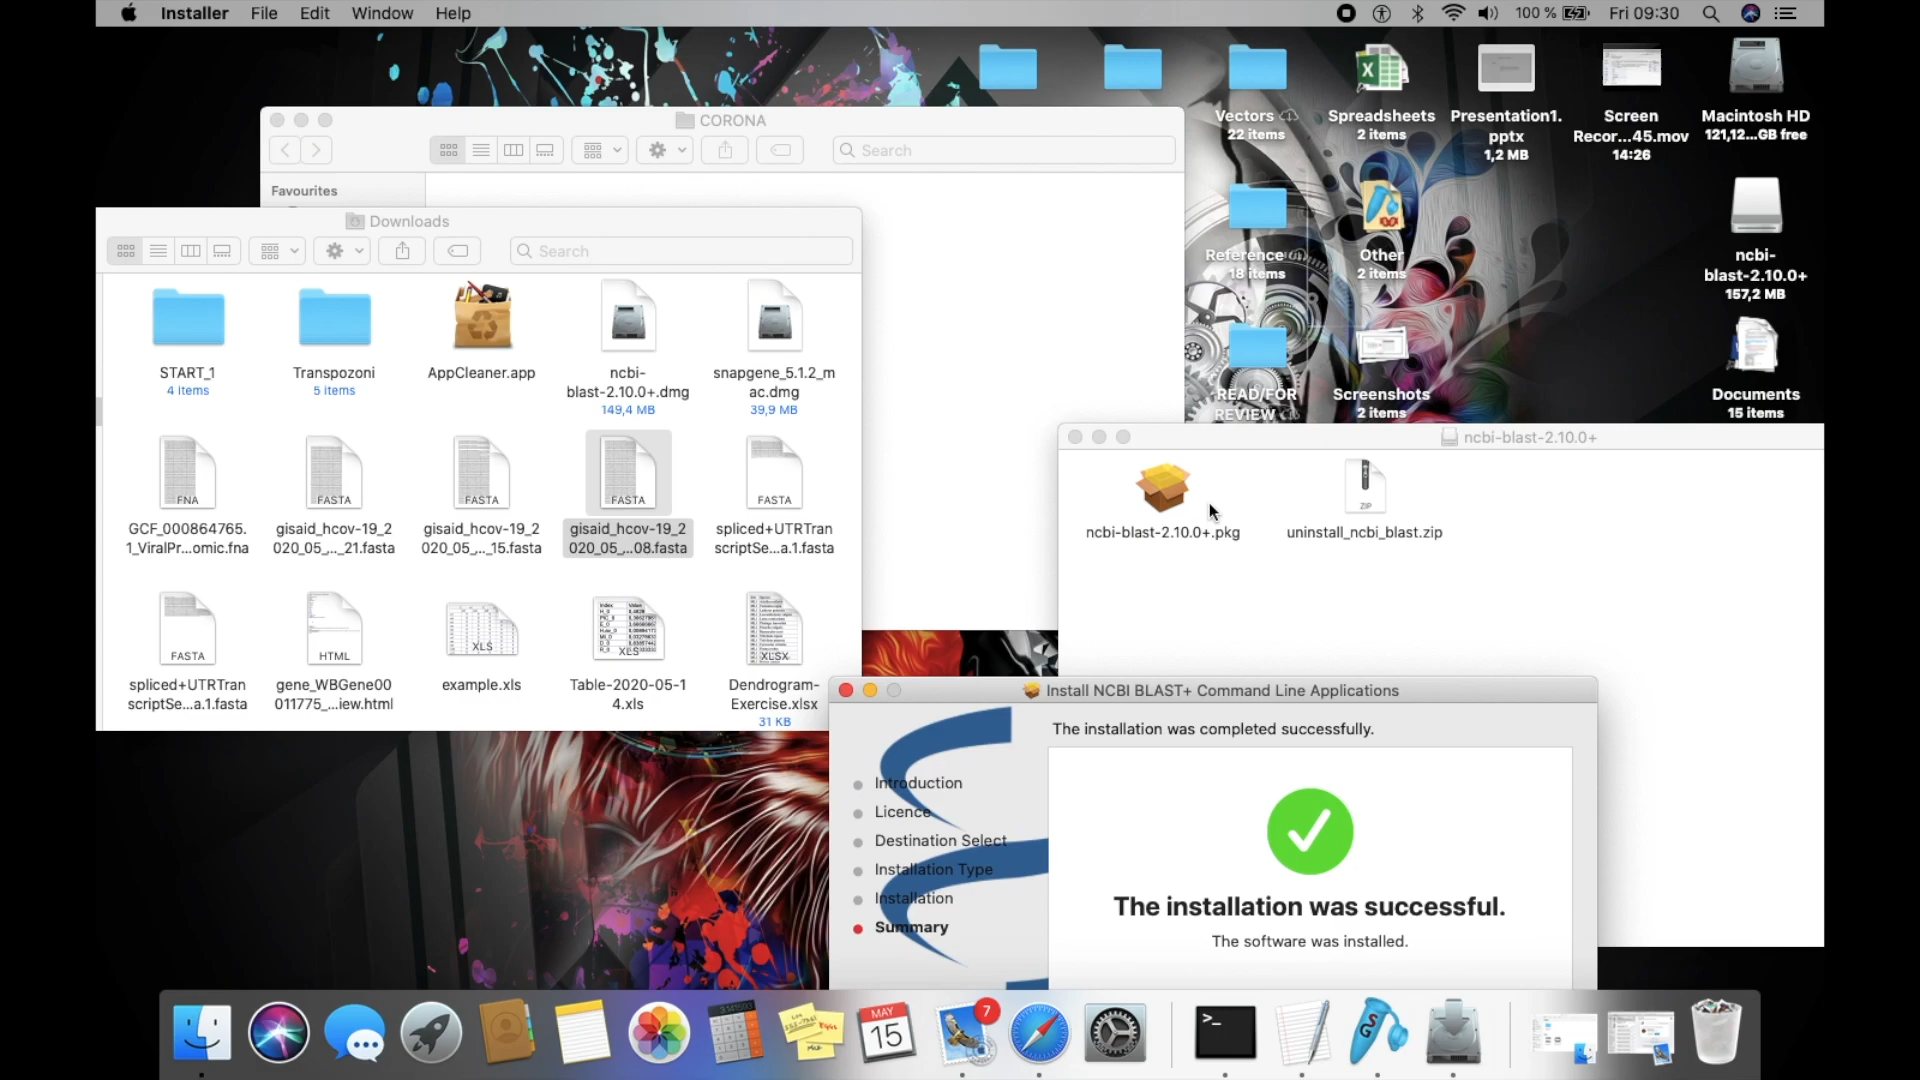 Installer File Edit Window Help
100 % Fri 09:30
CORONA
Search
Favourites
Downloads
Search
START_1
4 items
Transpozoni
5 items
AppCleaner.app
ncbi-
blast-2.10.0+.dmg
149,4 MB
snapgene_5.1.2_m
ac.dmg
39,9 MB
FNA
GCF_000864765.
1_ViralPr...omic.fna
FASTA
gisaid_hcov-19_2
020_05_..._21.fasta
FASTA
gisaid_hcov-19_2
020_05_..._15.fasta
FASTA
gisaid_hcov-19_2
020_05_...08.fasta
FASTA
spliced+UTRTran
scriptSe...a.1.fasta
FASTA
spliced+UTRTran
scriptSe...a.1.fasta
HTML
gene_WBGene00
011775_...iew.html
XLS
example.xls
XLS
Table-2020-05-1
4.xls
XLSX
Dendrogram-
Exercise.xlsx
31 KB
Vectors
22 items
Spreadsheets
2 items
Presentation1.
pptx
1,2 MB
Screen
Recor...45.mov
14:26
Macintosh HD
121,12...GB free
Reference
18 items
Other
2 items
ncbi-
blast-2.10.0+
157,2 MB
READ/FOR
REVIEW
Screenshots
2 items
Documents
15 items
ncbi-blast-2.10.0+
ncbi-blast-2.10.0+.pkg
ZIP
uninstall_ncbi_blast.zip
Install NCBI BLAST+ Command Line Applications
The installation was completed successfully.
Introduction
Licence
Destination Select
Installation Type
Installation
Summary
The installation was successful.
The software was installed.
MAY
15
7
>_